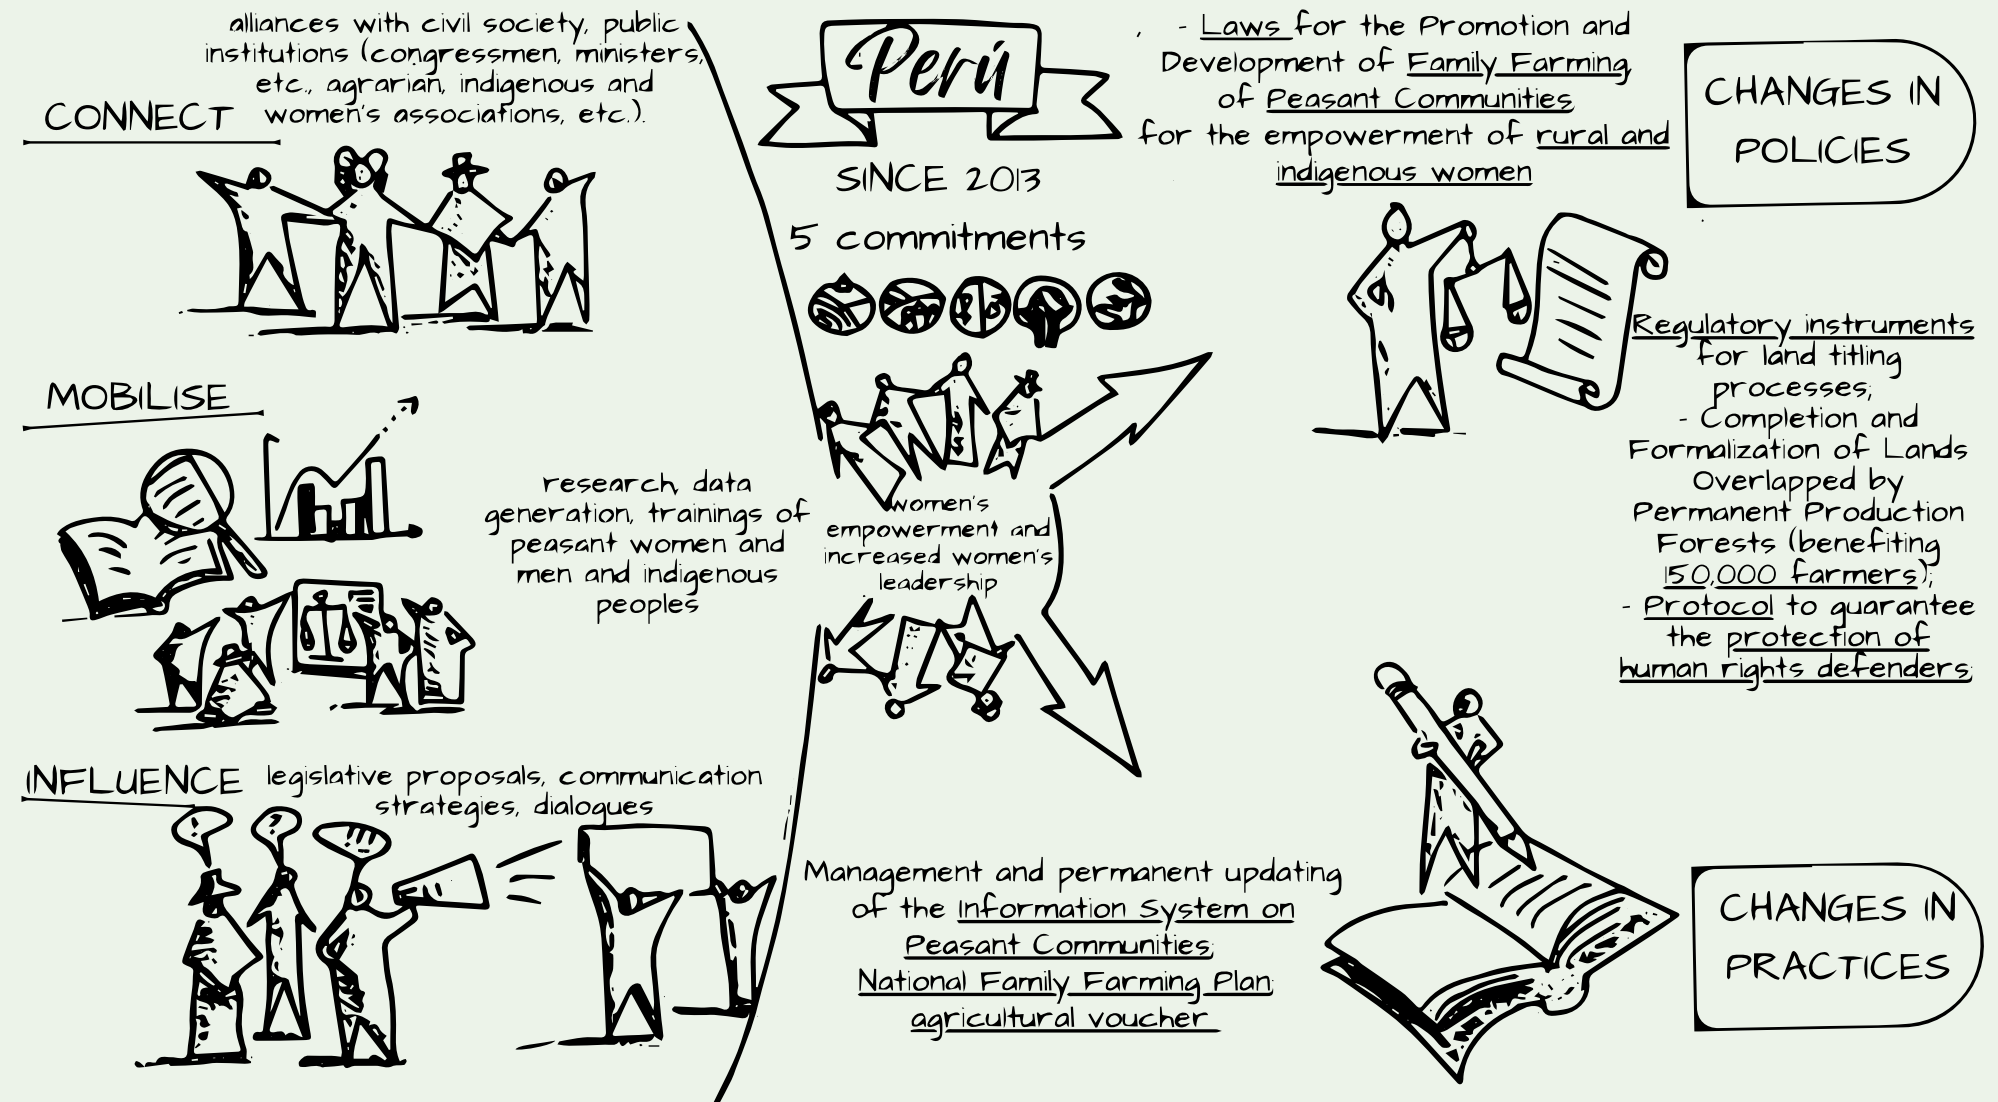 alliances with civil society, public
institutions (congressmen, ministers,
etc., agrarian, indigenous and
women's associations, etc.).
CONNECT
MOBILISE
research, data
generation, trainings of
peasant women and
men and indigenous
peoples
INFLUENCE
legislative proposals, communication
strategies, dialogues
Perú
SINCE 2013
5 commitments
women's
empowerment and
increased women's
leadership
, - Laws for the Promotion and
Development of Family Farming,
of Peasant Communities,
for the empowerment of rural and
indigenous women
CHANGES IN
POLICIES
Regulatory instruments
for land titling
processes;
- Completion and
Formalization of Lands
Overlapped by
Permanent Production
Forests (benefiting
150,000 farmers);
- Protocol to guarantee
the protection of
human rights defenders;
Management and permanent updating
of the Information System on
Peasant Communities;
National Family Farming Plan;
agricultural voucher
CHANGES IN
PRACTICES